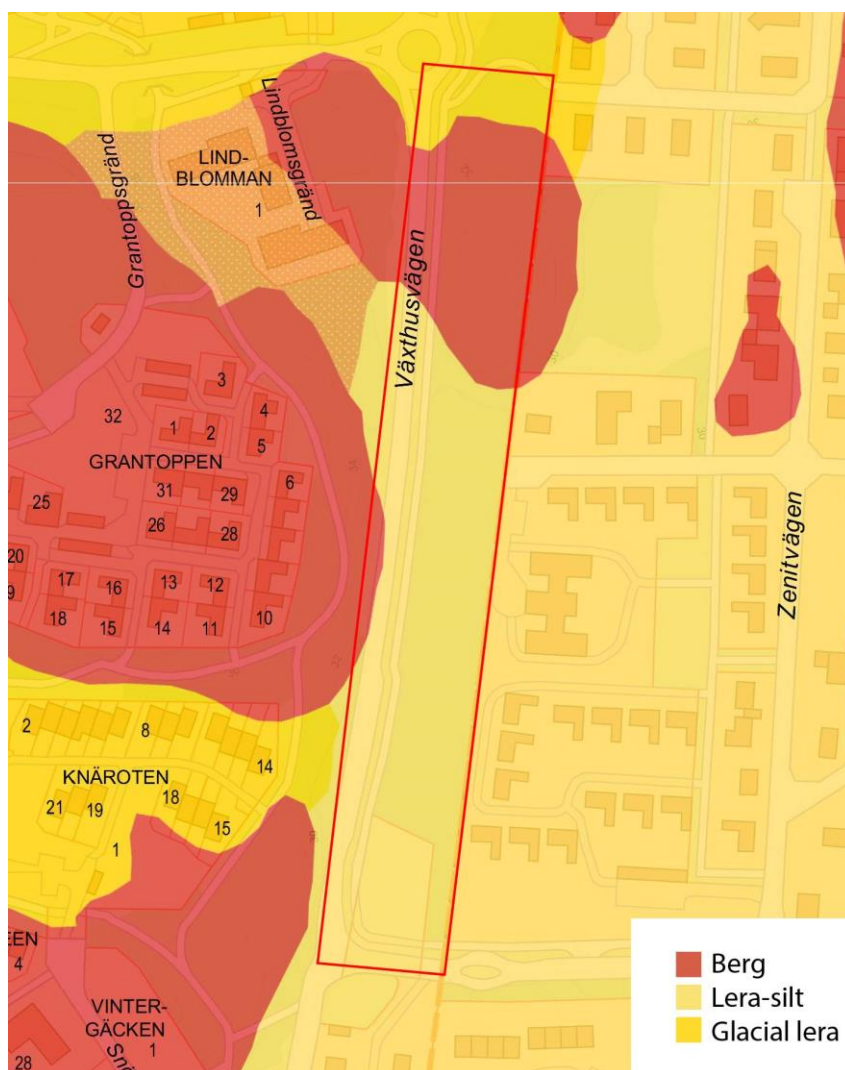 Grantoppsgränd
LIND-
BLOMMAN
1
Lindblomsgränd
Växthusvägen
Zenitvägen
32
3
4
1
2
5
GRANTOPPEN
31
29
6
25
26
28
20
9
17
16
13
12
18
15
14
11
10
2
8
14
KNÄROTEN
21
19
18
15
1
EEN
4
VINTER-
GÄCKEN
1
28
Snö
Berg
Lera-silt
Glacial lera